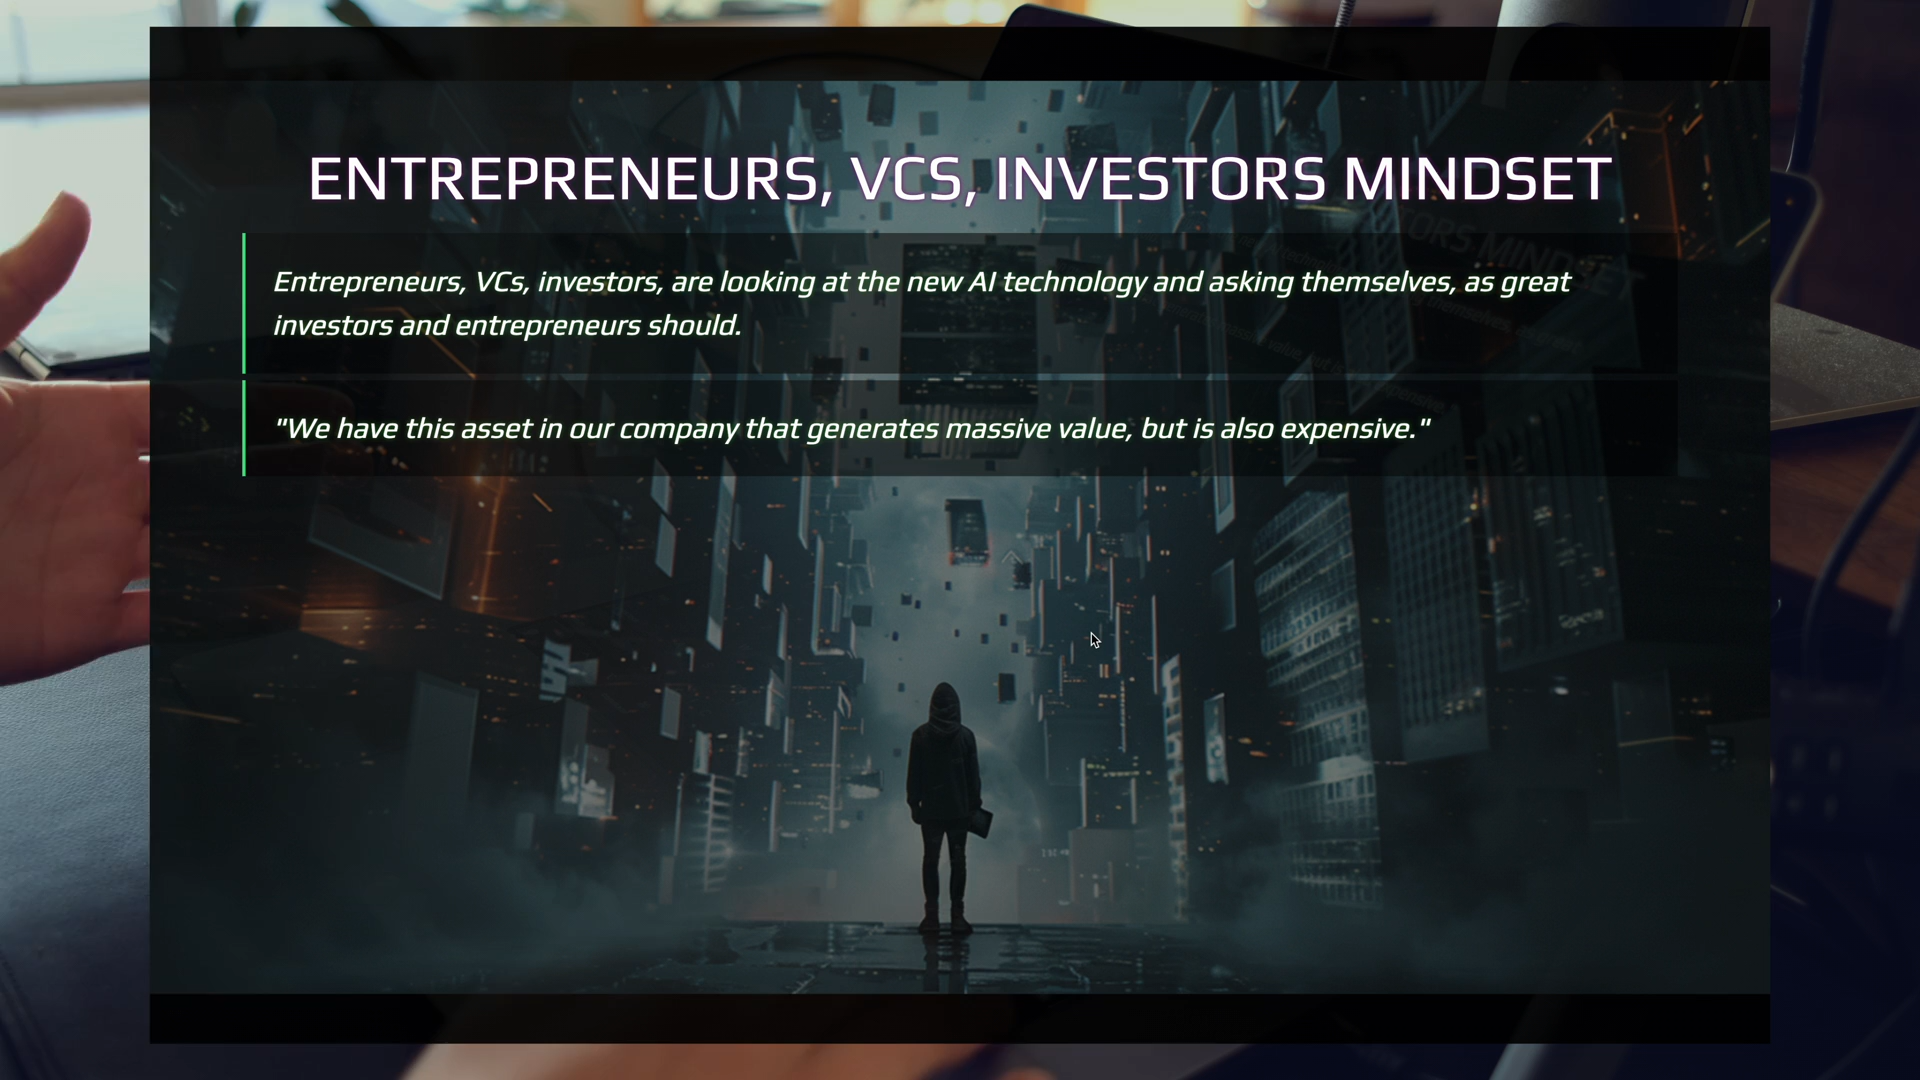 ENTREPRENEURS, VCS, INVESTORS MINDSET
Entrepreneurs, VCs, investors, are looking at the new AI technology and asking themselves, as great
investors and entrepreneurs should.
"We have this asset in our company that generates massive value, but is also expensive."